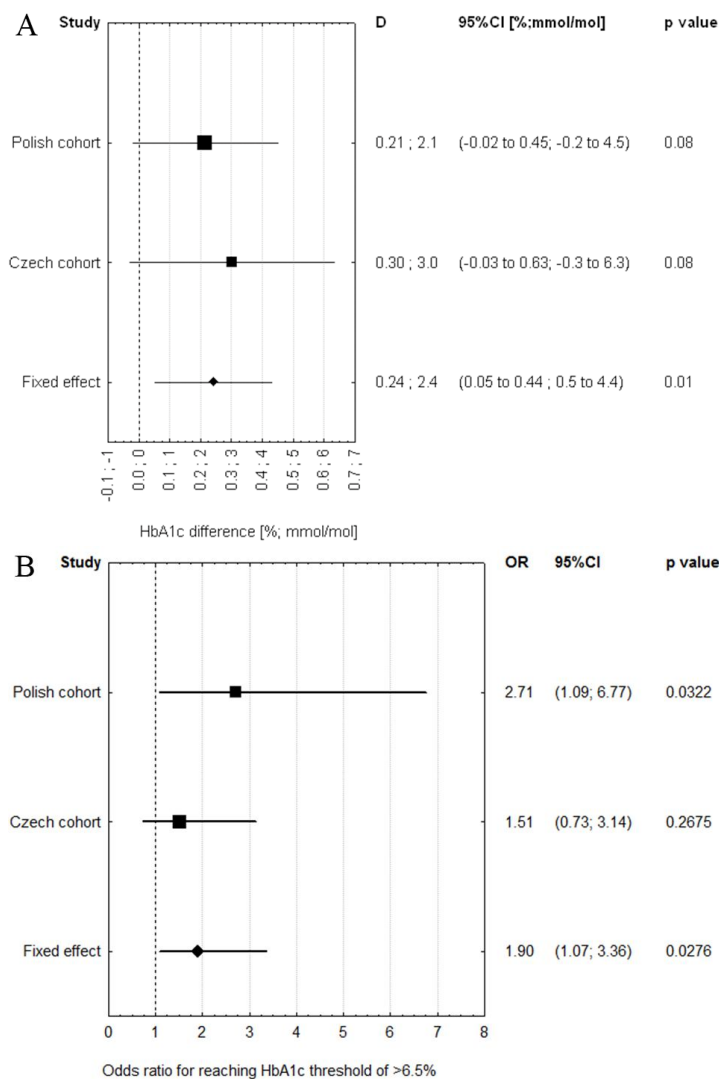 A
Study D 95%CI [%;mmol/mol] p value
Polish cohort 0.21 ; 2.1 (-0.02 to 0.45; -0.2 to 4.5) 0.08
Czech cohort 0.30 ; 3.0 (-0.03 to 0.63; -0.3 to 6.3) 0.08
Fixed effect 0.24 ; 2.4 (0.05 to 0.44 ; 0.5 to 4.4) 0.01
-0.1 ; -1 0.0 ; 0 0.1 ; 1 0.2 ; 2 0.3 ; 3 0.4 ; 4 0.5 ; 5 0.6 ; 6 0.7 ; 7
HbA1c difference [%; mmol/mol]
B
Study OR 95%CI p value
Polish cohort 2.71 (1.09; 6.77) 0.0322
Czech cohort 1.51 (0.73; 3.14) 0.2675
Fixed effect 1.90 (1.07; 3.36) 0.0276
0 1 2 3 4 5 6 7 8
Odds ratio for reaching HbA1c threshold of >6.5%